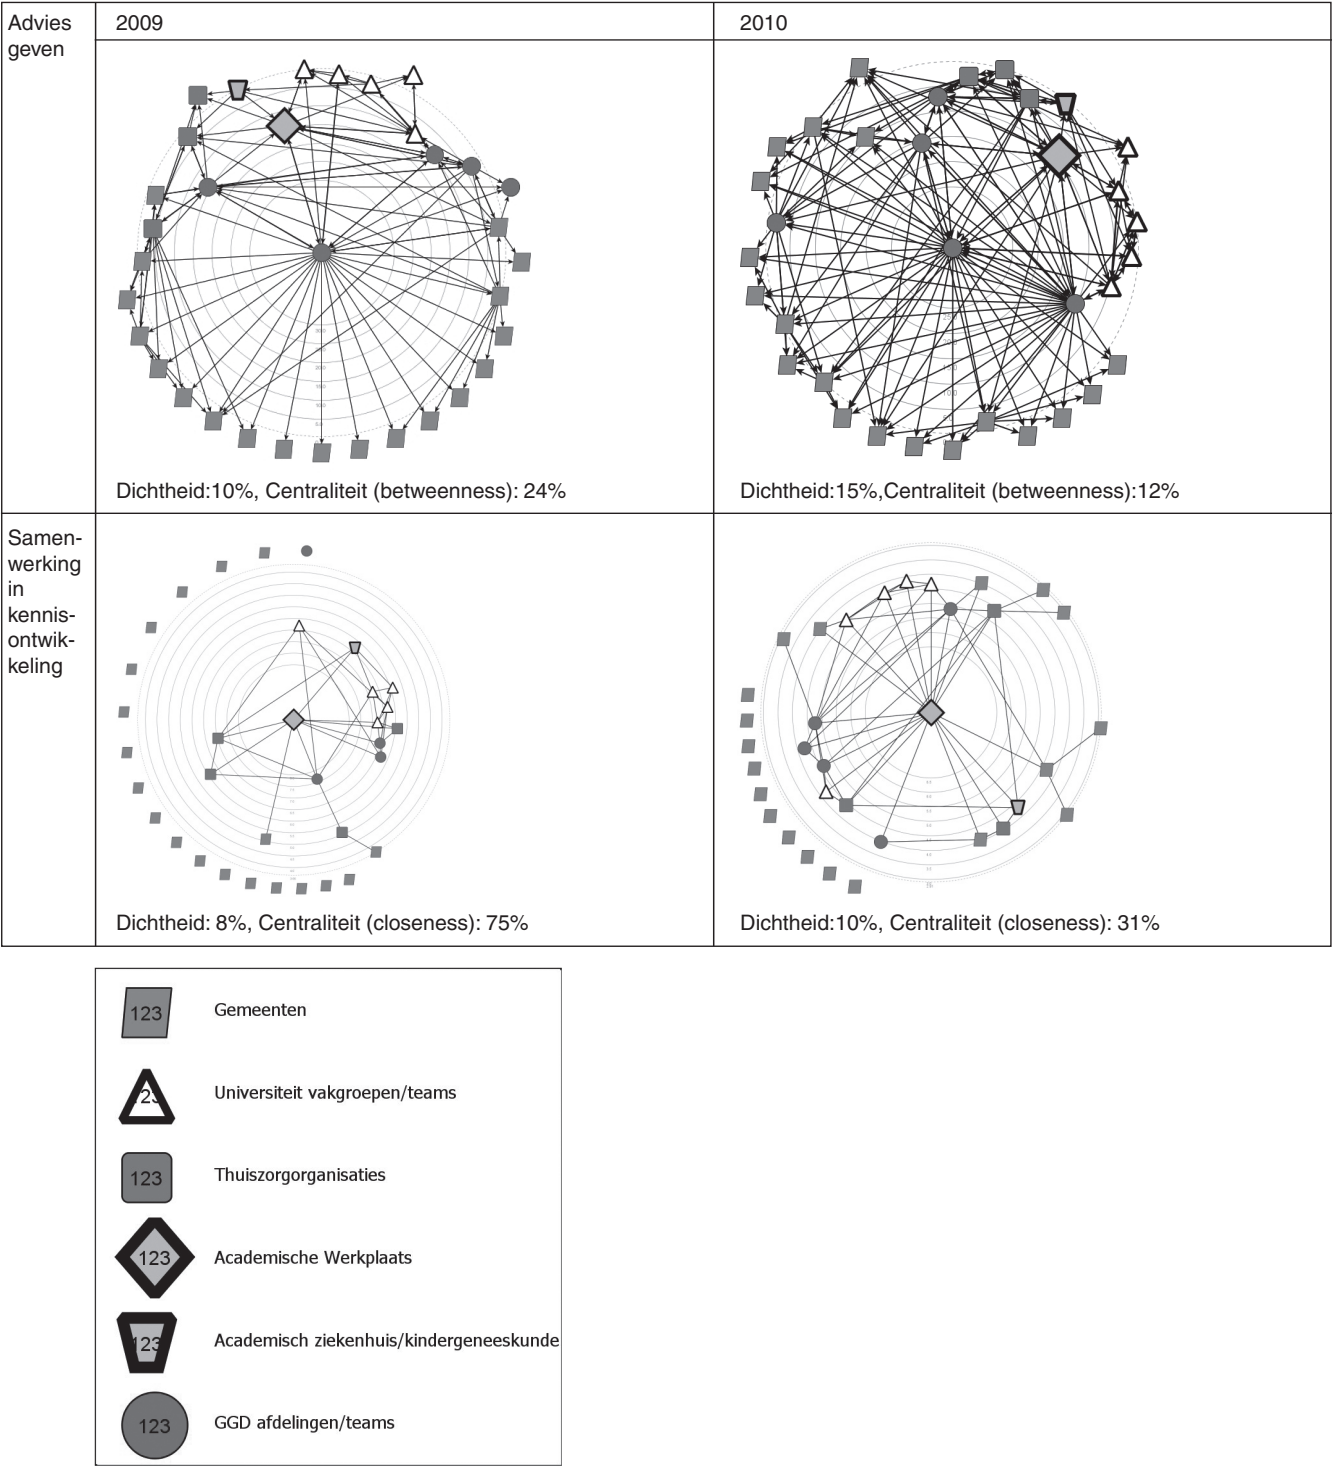 Advies
geven
2009
2010
Dichtheid:10%, Centraliteit (betweenness): 24%
Dichtheid:15%,Centraliteit (betweenness):12%
Samen-
werking
in
kennis-
ontwik-
keling
Dichtheid: 8%, Centraliteit (closeness): 75%
Dichtheid:10%, Centraliteit (closeness): 31%
123 Gemeenten
123 Universiteit vakgroepen/teams
123 Thuiszorgorganisaties
123 Academische Werkplaats
123 Academisch ziekenhuis/kindergeneeskunde
123 GGD afdelingen/teams